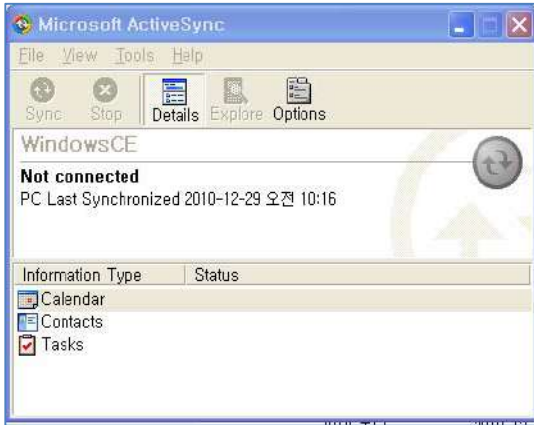 Microsoft ActiveSync
File View Tools Help
Sync Stop Details Explore Options
WindowsCE
Not connected
PC Last Synchronized 2010-12-29 오전 10:16
Information Type Status
Calendar
Contacts
Tasks